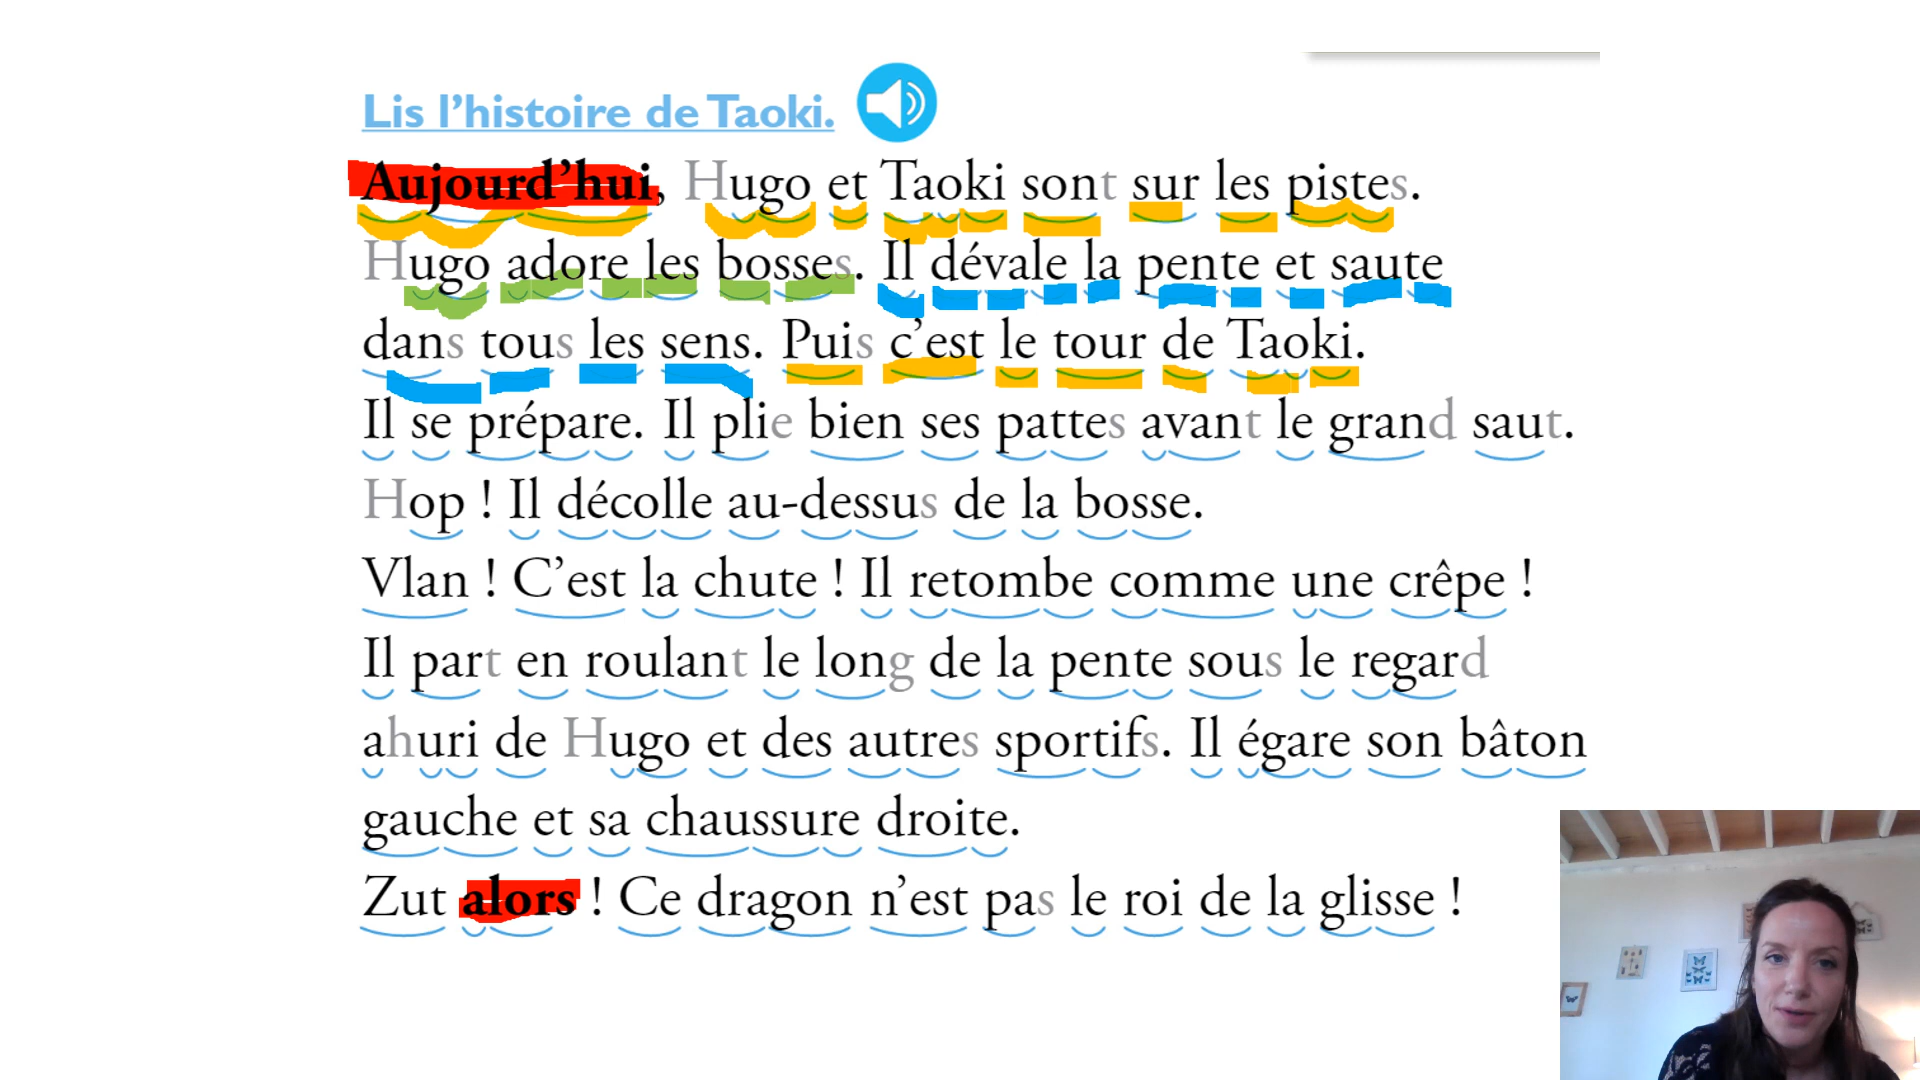 Lis l’histoire de Taoki.
Aujourd’hui, Hugo et Taoki sont sur les pistes.
Hugo adore les bosses. Il dévale la pente et saute
dans tous les sens. Puis c’est le tour de Taoki.
Il se prépare. Il plie bien ses pattes avant le grand saut.
Hop ! Il décolle au-dessus de la bosse.
Vlan ! C’est la chute ! Il retombe comme une crêpe !
Il part en roulant le long de la pente sous le regard
ahuri de Hugo et des autres sportifs. Il égare son bâton
gauche et sa chaussure droite.
Zut alors ! Ce dragon n’est pas le roi de la glisse !